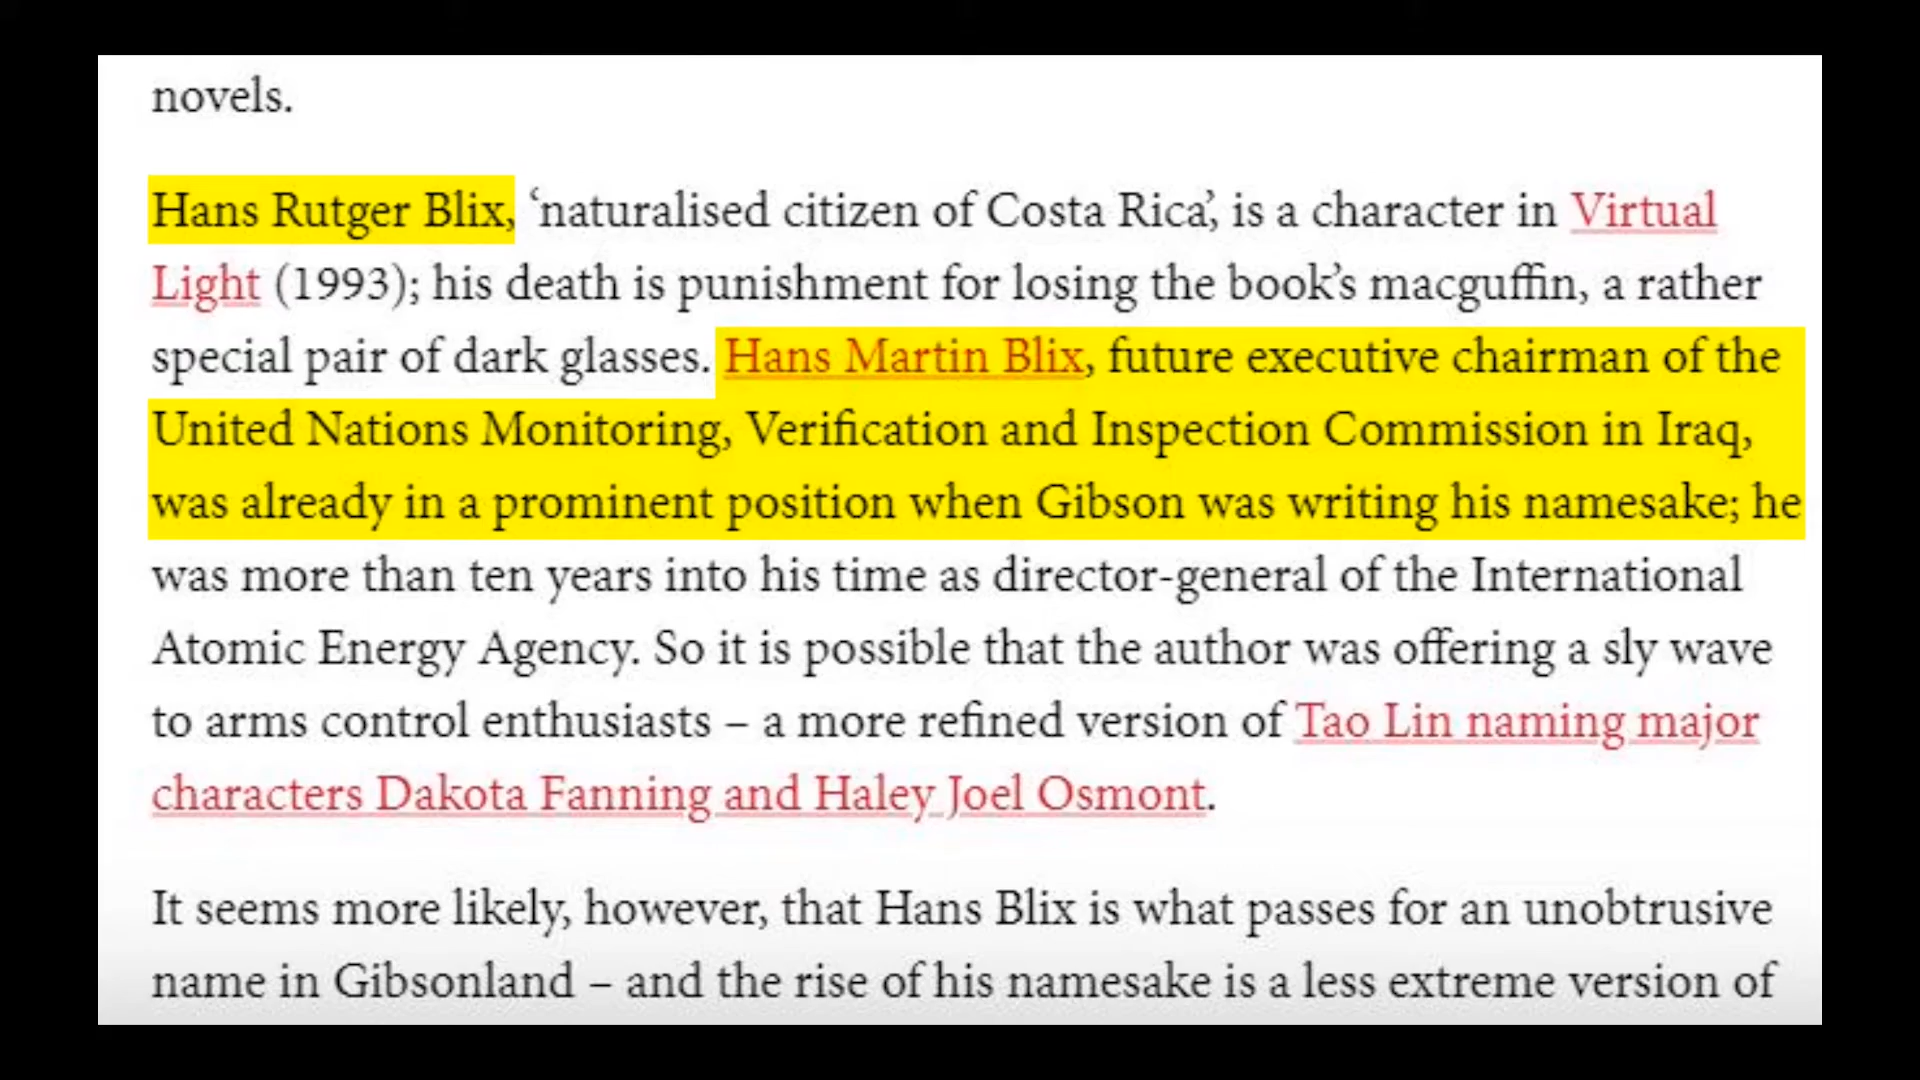 novels.
Hans Rutger Blix, ‘naturalised citizen of Costa Rica’, is a character in Virtual
Light (1993); his death is punishment for losing the book’s macguffin, a rather
special pair of dark glasses. Hans Martin Blix, future executive chairman of the
United Nations Monitoring, Verification and Inspection Commission in Iraq,
was already in a prominent position when Gibson was writing his namesake; he
was more than ten years into his time as director-general of the International
Atomic Energy Agency. So it is possible that the author was offering a sly wave
to arms control enthusiasts – a more refined version of Tao Lin naming major
characters Dakota Fanning and Haley Joel Osmont.
It seems more likely, however, that Hans Blix is what passes for an unobtrusive
name in Gibsonland – and the rise of his namesake is a less extreme version of